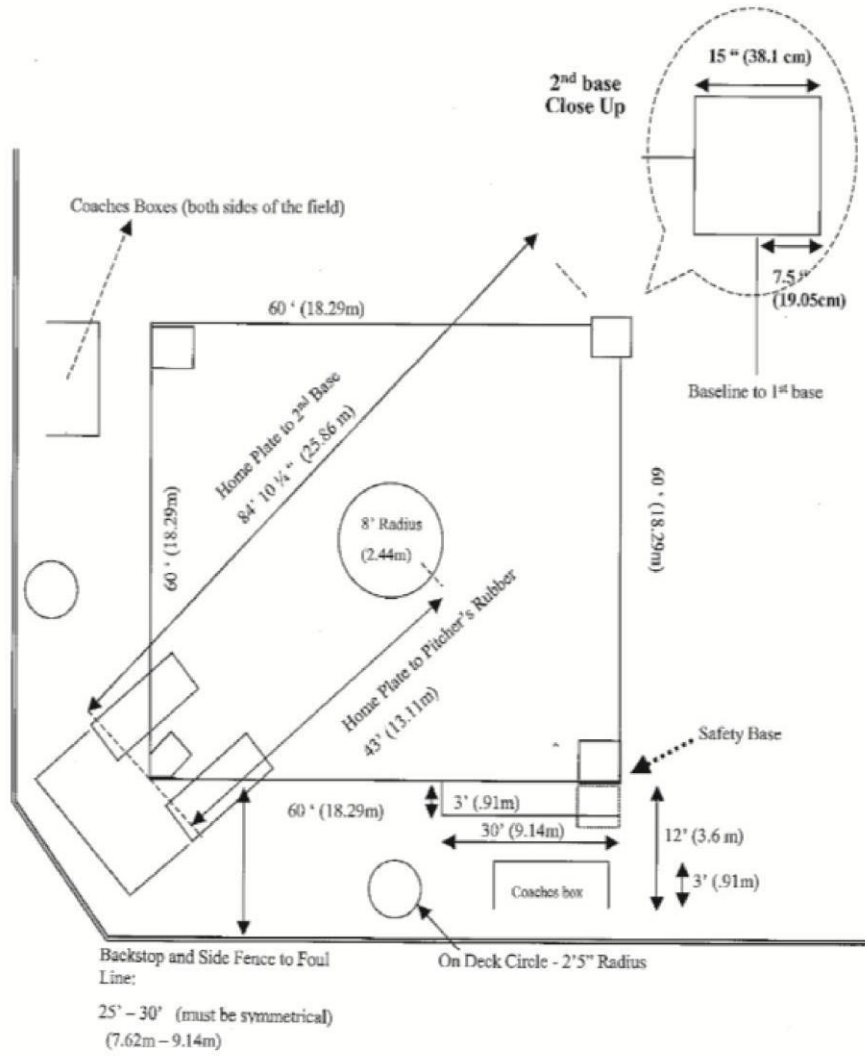 15 " (38.1 cm)
2nd base
Close Up
Coaches Boxes (both sides of the field)
7.5 "
(19.05cm)
60 ' (18.29m)
Baseline to 1st base
Home Plate to 2nd Base
84' 10 ¼ " (25.86 m)
60 ' (18.29m)
8' Radius
(2.44m)
60 ' (18.29m)
Home Plate to Pitcher's Rubber
43' (13.11m)
Safety Base
60 ' (18.29m)
3' (.91m)
30' (9.14m)
12' (3.6 m)
3' (.91m)
Coaches box
Backstop and Side Fence to Foul
Line:
On Deck Circle - 2'5" Radius
25' – 30' (must be symmetrical)
(7.62m – 9.14m)